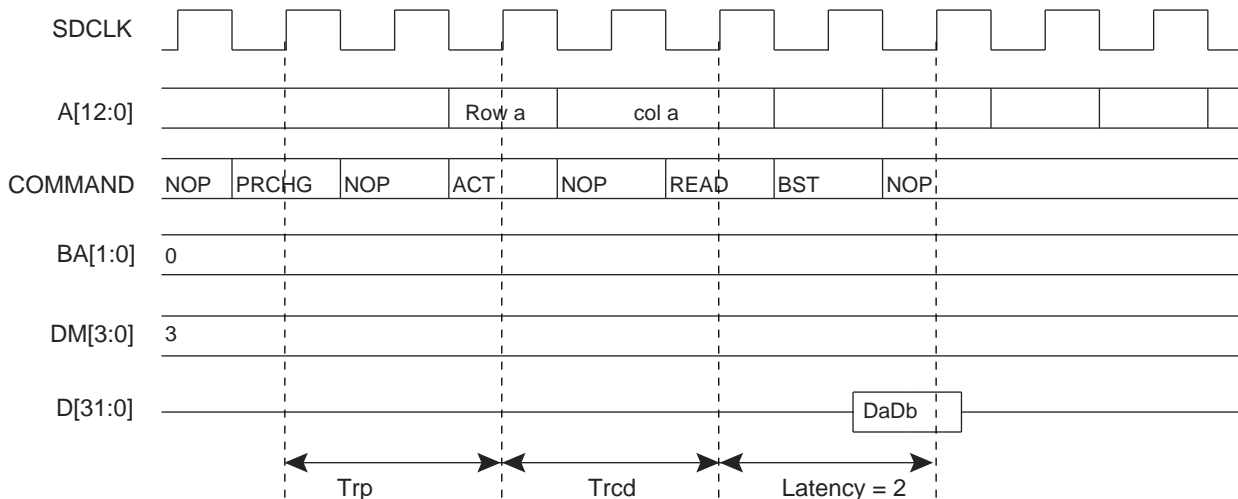 SDCLK
A[12:0] Row a col a
COMMAND NOP PRCHG NOP ACT NOP READ BST NOP
BA[1:0] 0
DM[3:0] 3
D[31:0] DaDb
Trp Trcd Latency = 2